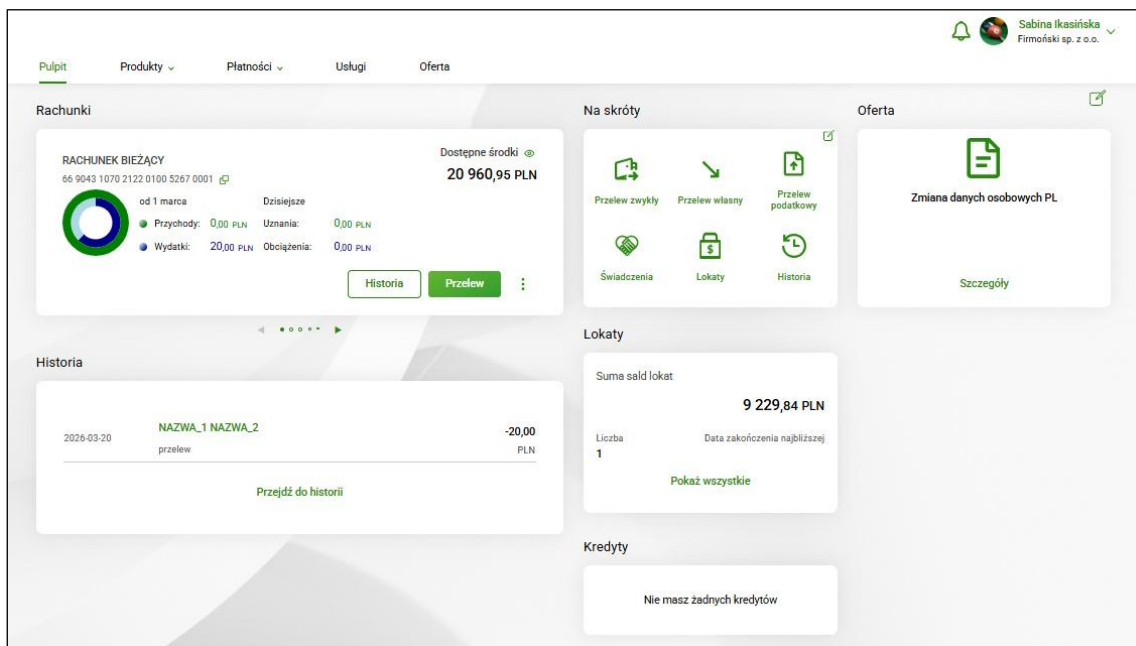 Sabina Ikasińska
Firmoński sp. z o.o.
Pulpit Produkty Płatności Usługi Oferta
Rachunki
RACHUNEK BIEŻĄCY
66 9043 1070 2122 0100 5267 0001
Dostępne środki
20 960,95 PLN
od 1 marca Dzisiejsze
Przychody: 0,00 PLN Uznania: 0,00 PLN
Wydatki: 20,00 PLN Obciążenia: 0,00 PLN
Historia Przelew
Historia
2026-03-20
NAZWA_1 NAZWA_2
przelew
-20,00
PLN
Przejdź do historii
Na skróty
Przelew zwykły Przelew własny Przelew
podatkowy
Świadczenia Lokaty Historia
Lokaty
Suma sald lokat
9 229,84 PLN
Liczba Data zakończenia najbliższej
1
Pokaż wszystkie
Kredyty
Nie masz żadnych kredytów
Oferta
Zmiana danych osobowych PL
Szczegóły